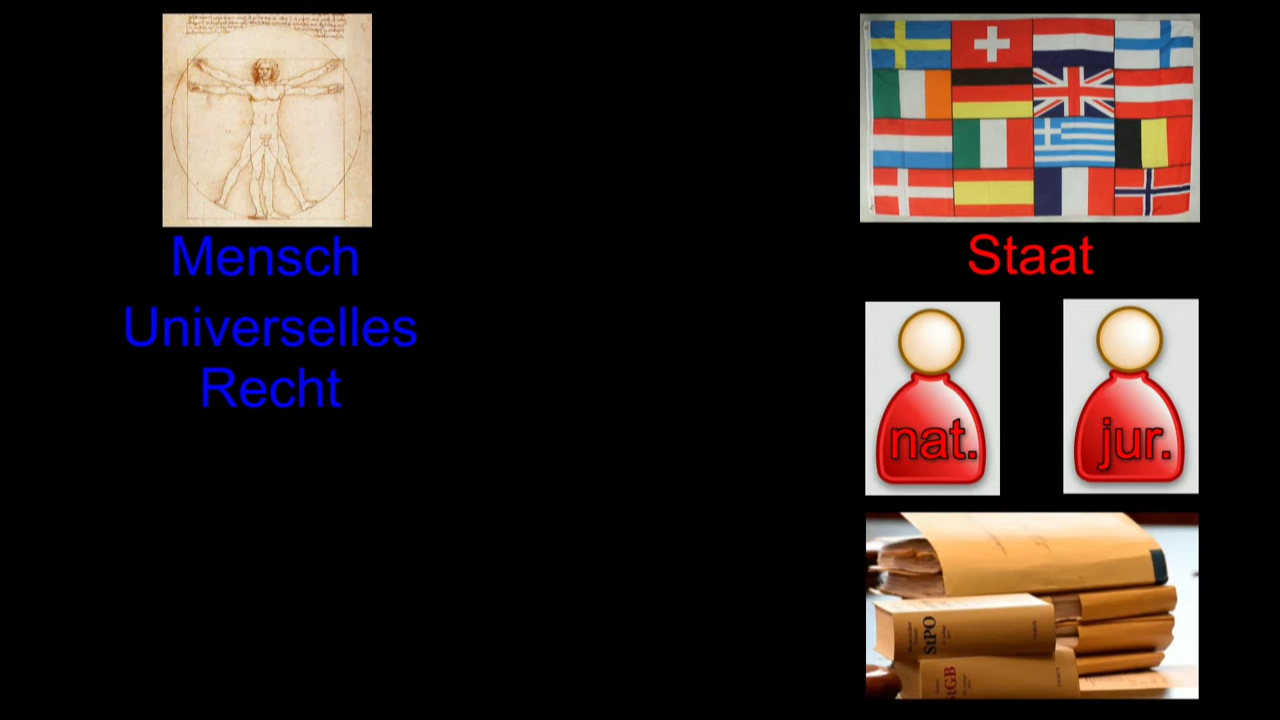 Mensch
Universelles
Recht
Staat
nat.
jur.
StPO
StGB